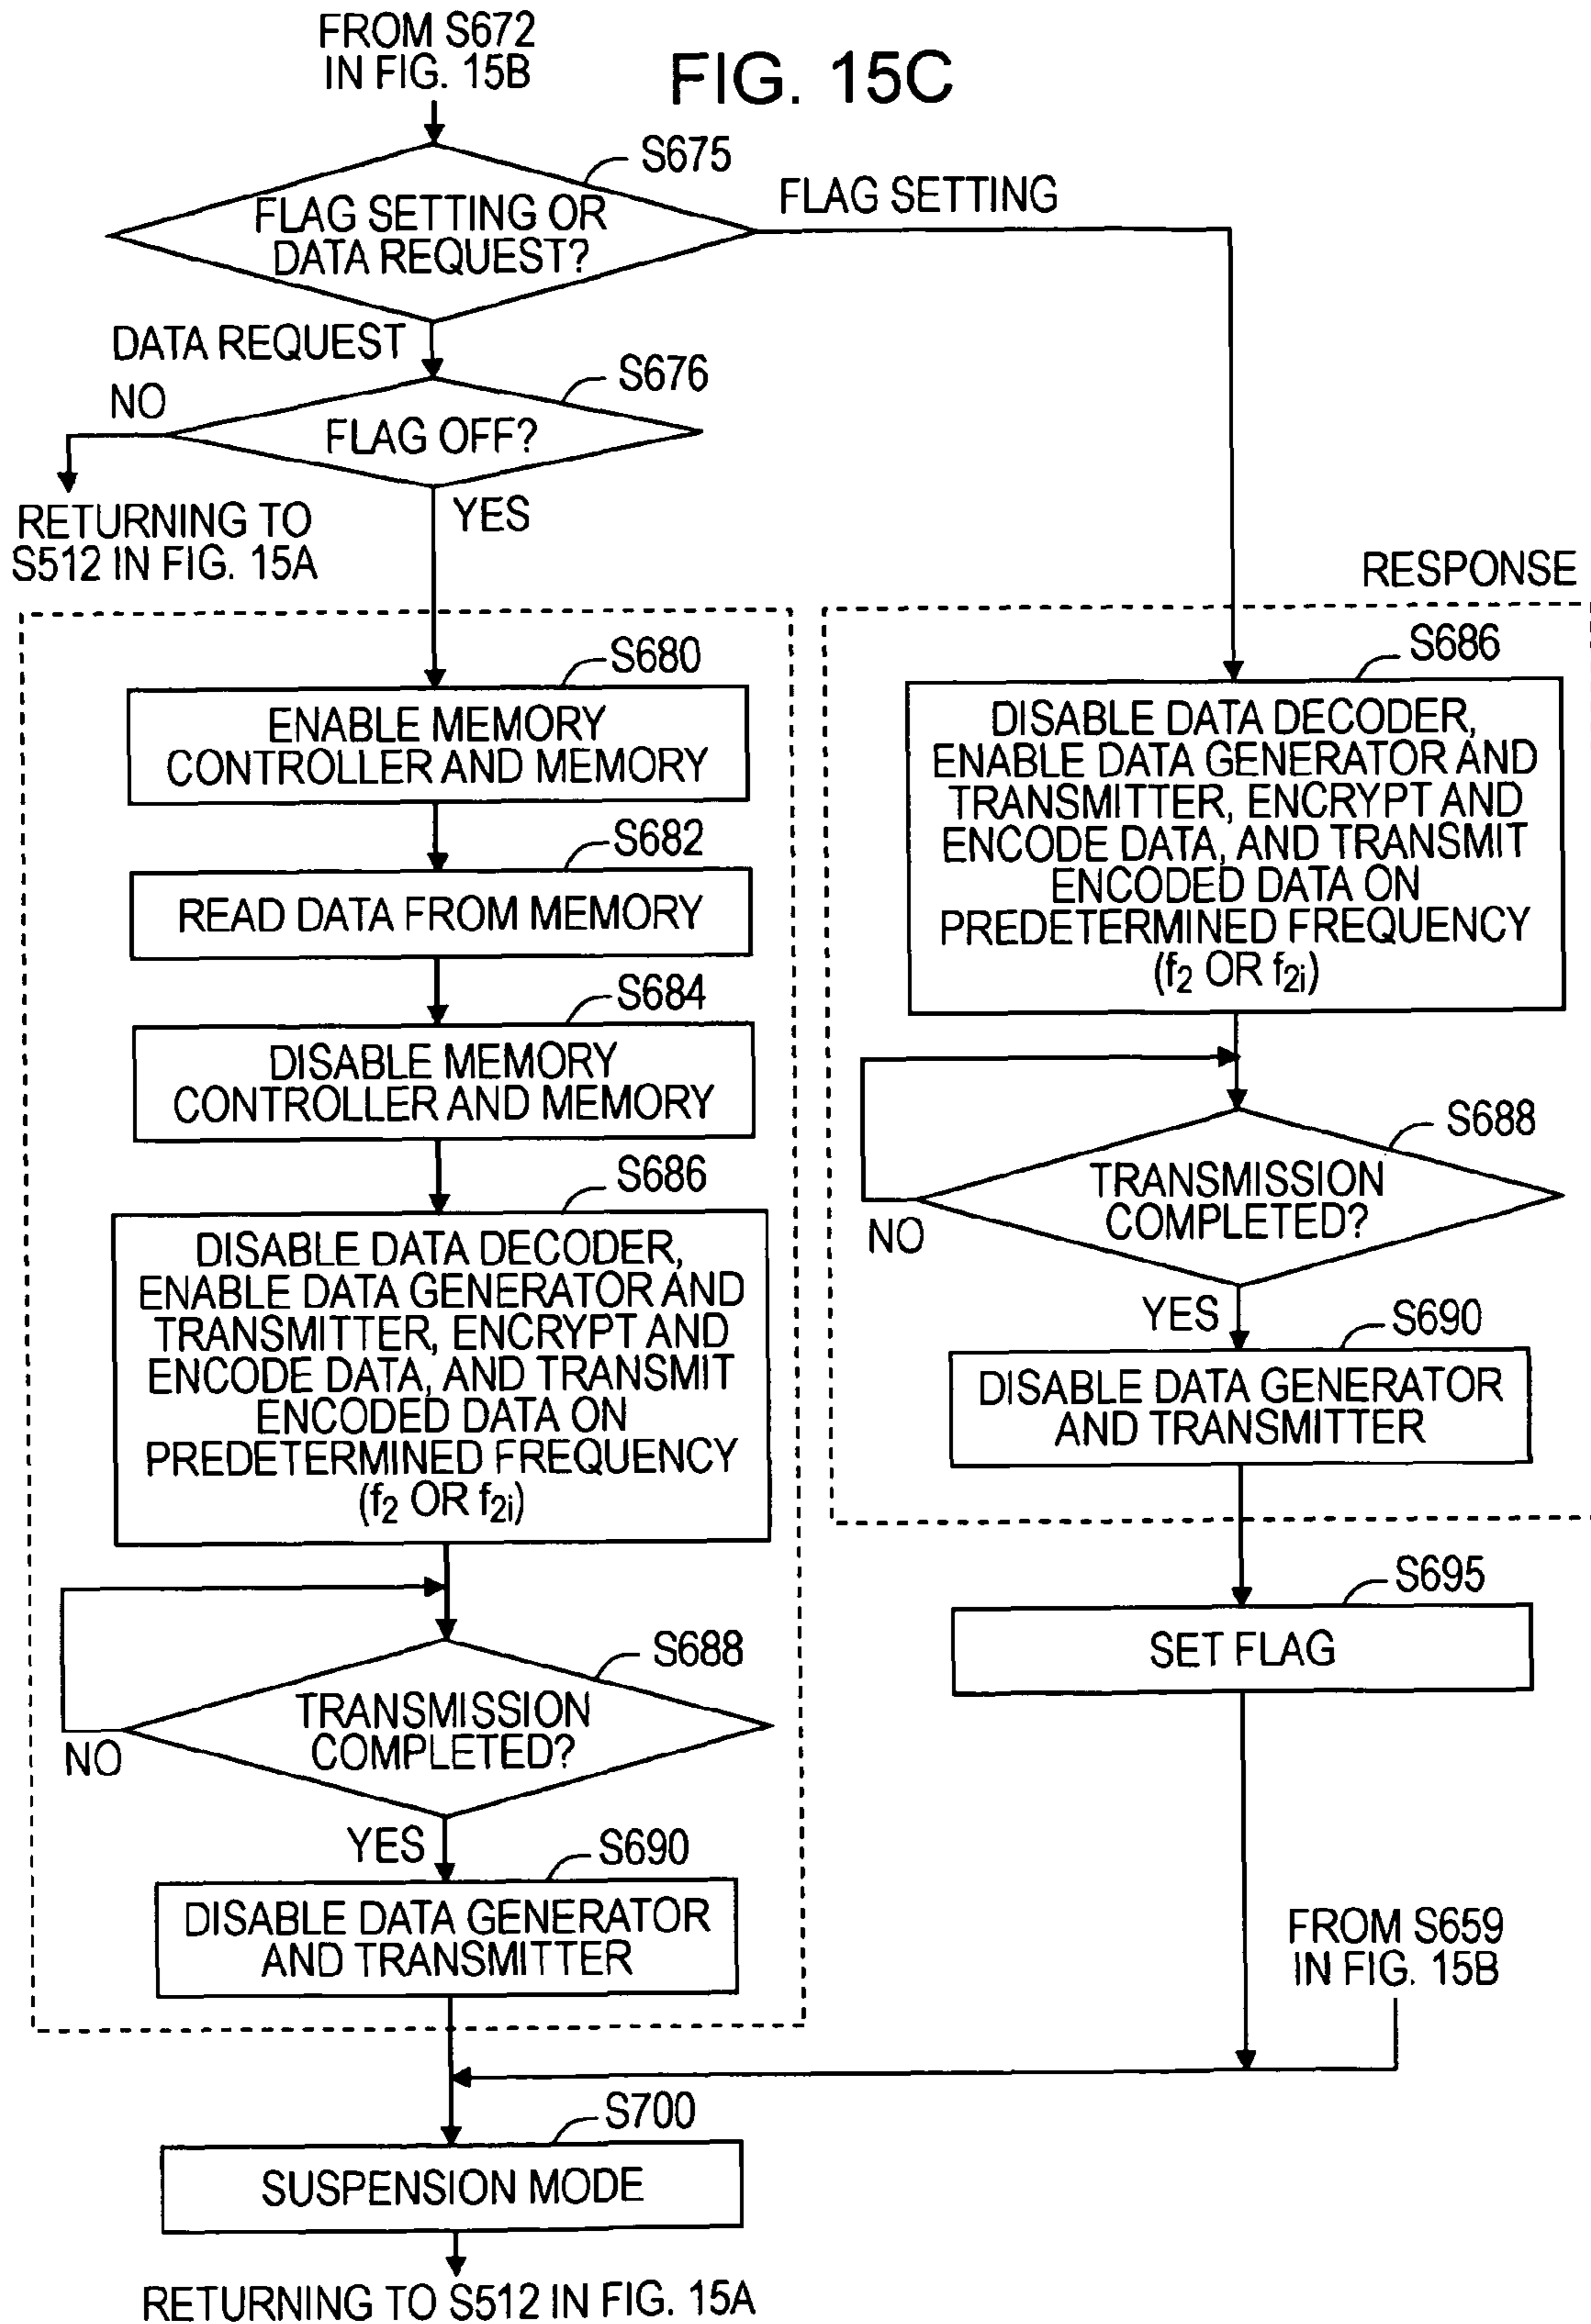 FROM S672
IN FIG. 15B
FIG. 15C
S675
FLAG SETTING OR
DATA REQUEST?
FLAG SETTING
DATA REQUEST
S676
NO
FLAG OFF?
RETURNING TO
S512 IN FIG. 15A
YES
RESPONSE
S680
ENABLE MEMORY
CONTROLLER AND MEMORY
S682
READ DATA FROM MEMORY
S684
DISABLE MEMORY
CONTROLLER AND MEMORY
S686
DISABLE DATA DECODER,
ENABLE DATA GENERATOR AND
TRANSMITTER, ENCRYPT AND
ENCODE DATA, AND TRANSMIT
ENCODED DATA ON
PREDETERMINED FREQUENCY
(f2 OR f2i)
S688
TRANSMISSION
COMPLETED?
NO
YES
S690
DISABLE DATA GENERATOR
AND TRANSMITTER
S686
DISABLE DATA DECODER,
ENABLE DATA GENERATOR AND
TRANSMITTER, ENCRYPT AND
ENCODE DATA, AND TRANSMIT
ENCODED DATA ON
PREDETERMINED FREQUENCY
(f2 OR f2i)
S688
TRANSMISSION
COMPLETED?
NO
YES
S690
DISABLE DATA GENERATOR
AND TRANSMITTER
S695
SET FLAG
FROM S659
IN FIG. 15B
S700
SUSPENSION MODE
RETURNING TO S512 IN FIG. 15A